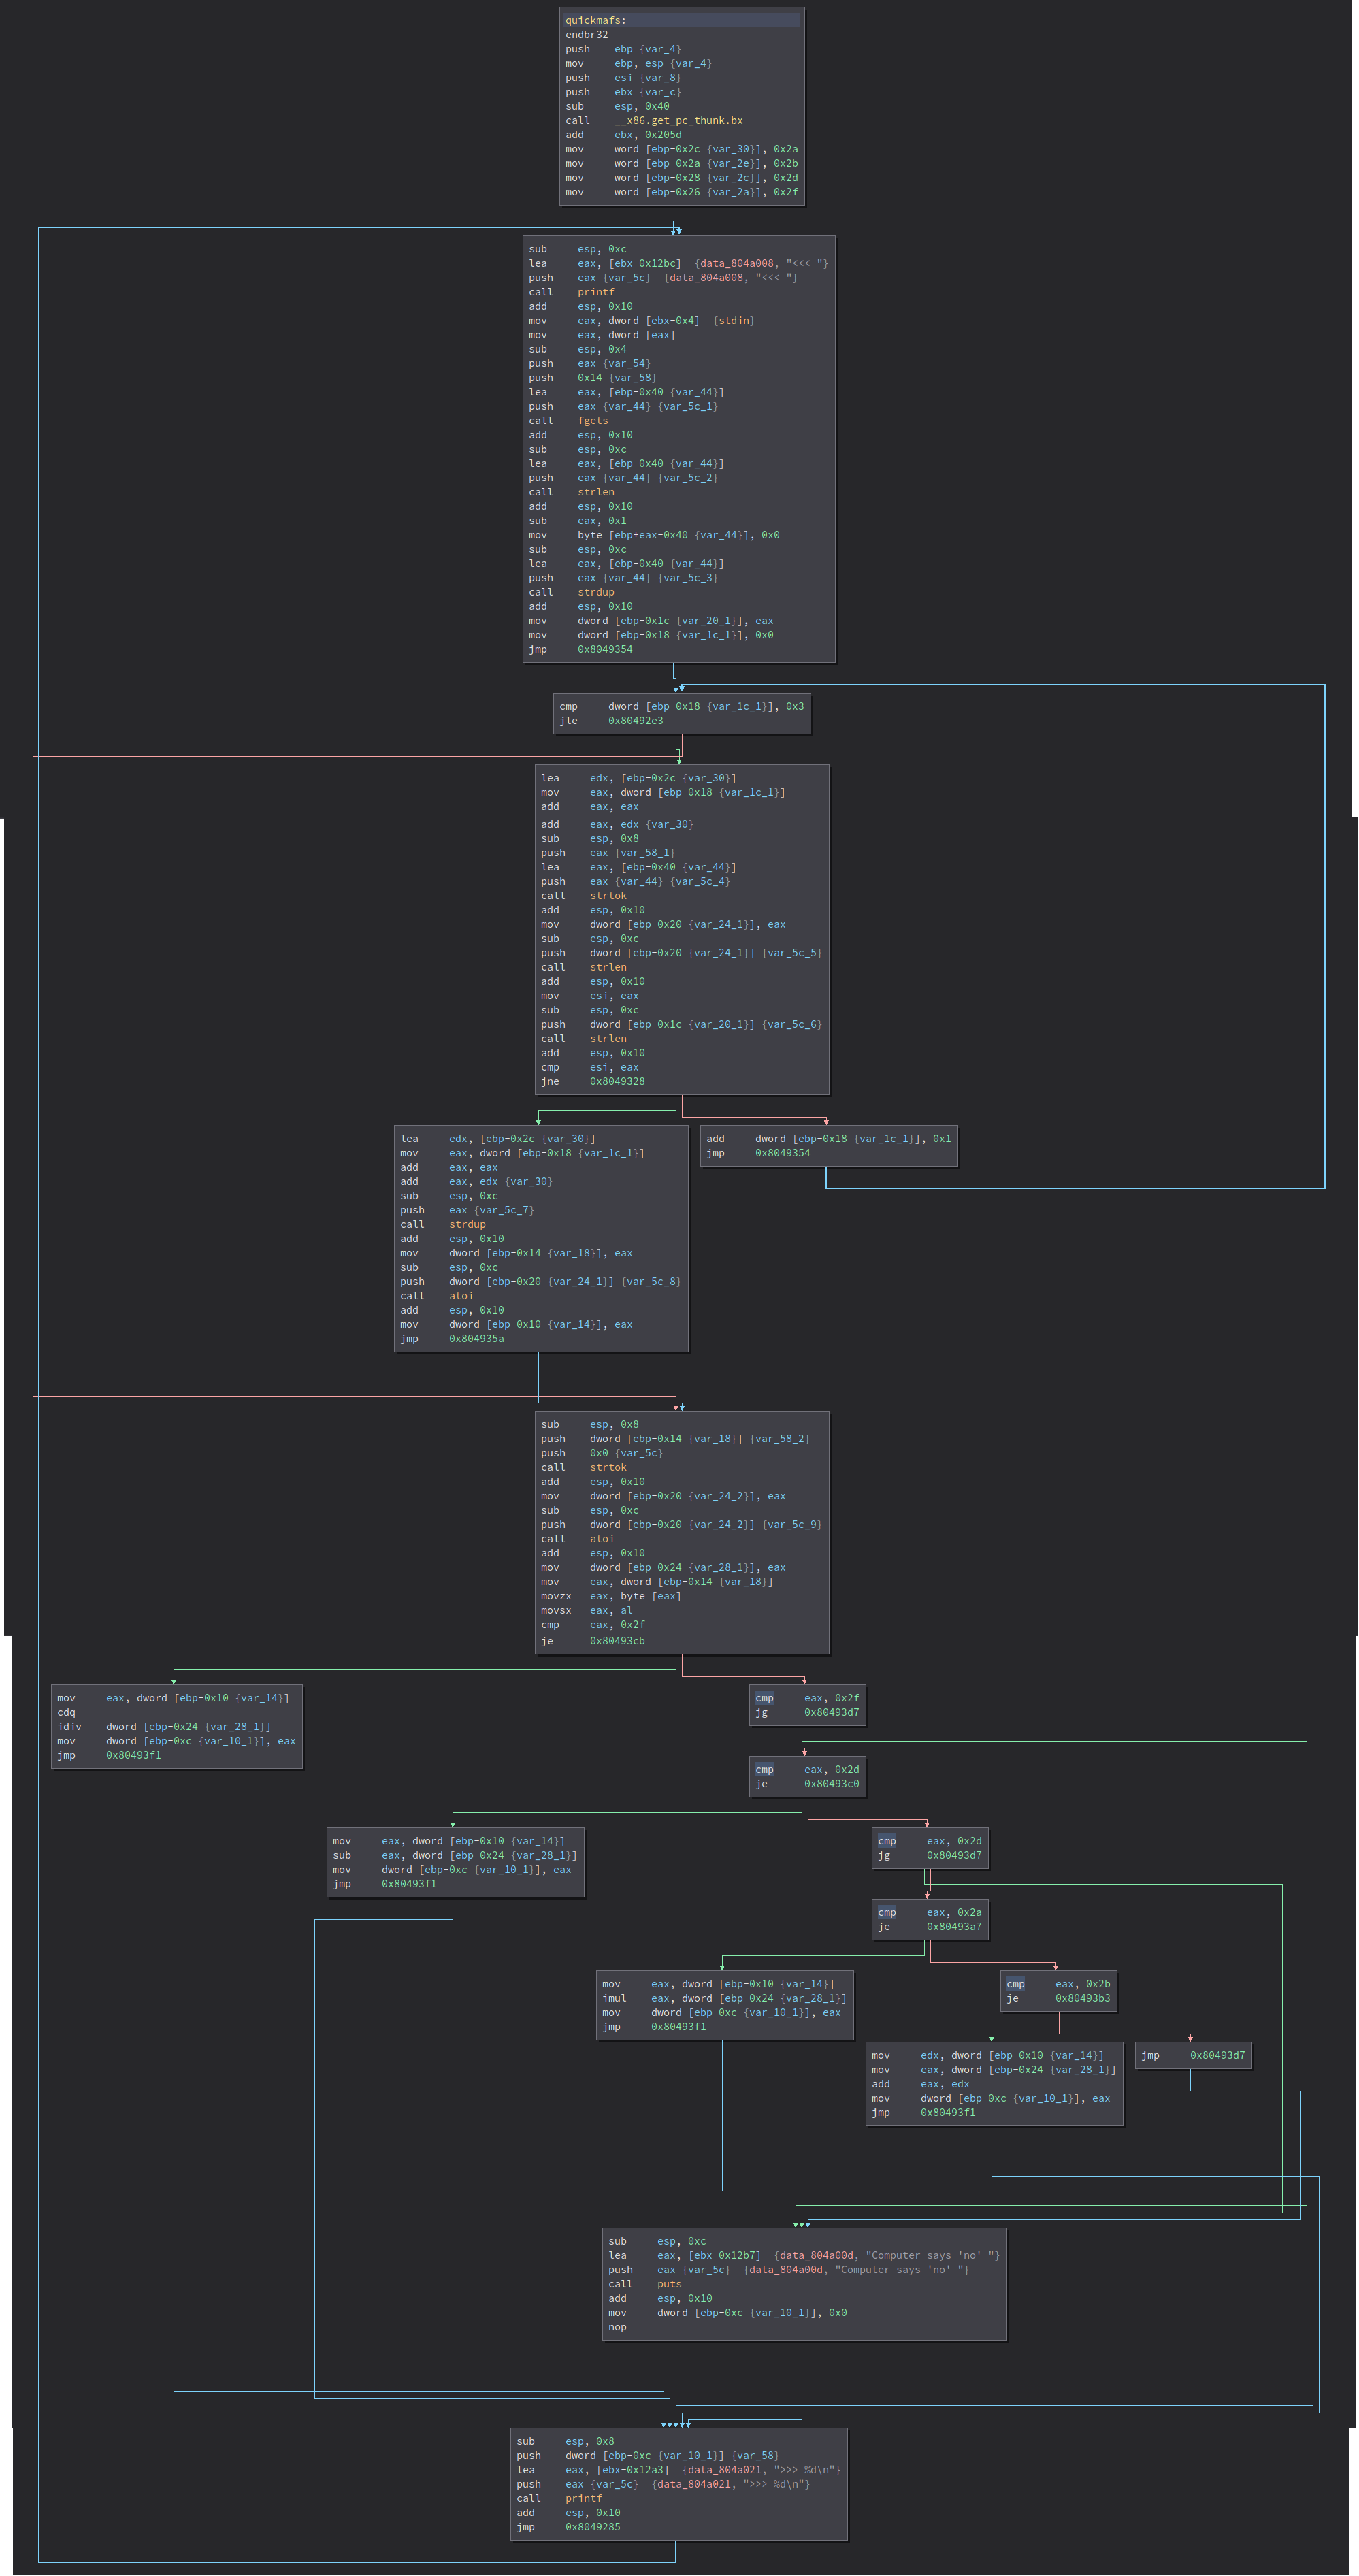 quickmafs:
endbr32
push ebp {var_4}
mov ebp, esp {var_4}
push esi {var_8}
push ebx {var_c}
sub esp, 0x40
call __x86.get_pc_thunk.bx
add ebx, 0x205d
mov word [ebp-0x2c {var_30}], 0x2a
mov word [ebp-0x2a {var_2e}], 0x2b
mov word [ebp-0x28 {var_2c}], 0x2d
mov word [ebp-0x26 {var_2a}], 0x2f
sub esp, 0xc
lea eax, [ebx-0x12bc] {data_804a008, "<<< "}
push eax {var_5c} {data_804a008, "<<< "}
call printf
add esp, 0x10
mov eax, dword [ebx-0x4] {stdin}
mov eax, dword [eax]
sub esp, 0x4
push eax {var_54}
push 0x14 {var_58}
lea eax, [ebp-0x40 {var_44}]
push eax {var_44} {var_5c_1}
call fgets
add esp, 0x10
sub esp, 0xc
lea eax, [ebp-0x40 {var_44}]
push eax {var_44} {var_5c_2}
call strlen
add esp, 0x10
sub eax, 0x1
mov byte [ebp+eax-0x40 {var_44}], 0x0
sub esp, 0xc
lea eax, [ebp-0x40 {var_44}]
push eax {var_44} {var_5c_3}
call strdup
add esp, 0x10
mov dword [ebp-0x1c {var_20_1}], eax
mov dword [ebp-0x18 {var_1c_1}], 0x0
jmp 0x8049354
cmp dword [ebp-0x18 {var_1c_1}], 0x3
jle 0x80492e3
lea edx, [ebp-0x2c {var_30}]
mov eax, dword [ebp-0x18 {var_1c_1}]
add eax, eax
add eax, edx {var_30}
sub esp, 0x8
push eax {var_58_1}
lea eax, [ebp-0x40 {var_44}]
push eax {var_44} {var_5c_4}
call strtok
add esp, 0x10
mov dword [ebp-0x20 {var_24_1}], eax
sub esp, 0xc
push dword [ebp-0x20 {var_24_1}] {var_5c_5}
call strlen
add esp, 0x10
mov esi, eax
sub esp, 0xc
push dword [ebp-0x1c {var_20_1}] {var_5c_6}
call strlen
add esp, 0x10
cmp esi, eax
jne 0x8049328
lea edx, [ebp-0x2c {var_30}]
mov eax, dword [ebp-0x18 {var_1c_1}]
add eax, eax
add eax, edx {var_30}
sub esp, 0xc
push eax {var_5c_7}
call strdup
add esp, 0x10
mov dword [ebp-0x14 {var_18}], eax
sub esp, 0xc
push dword [ebp-0x20 {var_24_1}] {var_5c_8}
call atoi
add esp, 0x10
mov dword [ebp-0x10 {var_14}], eax
jmp 0x804935a
add dword [ebp-0x18 {var_1c_1}], 0x1
jmp 0x8049354
sub esp, 0x8
push dword [ebp-0x14 {var_18}] {var_58_2}
push 0x0 {var_5c}
call strtok
add esp, 0x10
mov dword [ebp-0x20 {var_24_2}], eax
sub esp, 0xc
push dword [ebp-0x20 {var_24_2}] {var_5c_9}
call atoi
add esp, 0x10
mov dword [ebp-0x24 {var_28_1}], eax
mov eax, dword [ebp-0x14 {var_18}]
movzx eax, byte [eax]
movsx eax, al
cmp eax, 0x2f
je 0x80493cb
mov eax, dword [ebp-0x10 {var_14}]
cdq
idiv dword [ebp-0x24 {var_28_1}]
mov dword [ebp-0xc {var_10_1}], eax
jmp 0x80493f1
cmp eax, 0x2f
jg 0x80493d7
cmp eax, 0x2d
je 0x80493c0
mov eax, dword [ebp-0x10 {var_14}]
sub eax, dword [ebp-0x24 {var_28_1}]
mov dword [ebp-0xc {var_10_1}], eax
jmp 0x80493f1
cmp eax, 0x2d
jg 0x80493d7
cmp eax, 0x2a
je 0x80493a7
mov eax, dword [ebp-0x10 {var_14}]
imul eax, dword [ebp-0x24 {var_28_1}]
mov dword [ebp-0xc {var_10_1}], eax
jmp 0x80493f1
cmp eax, 0x2b
je 0x80493b3
mov edx, dword [ebp-0x10 {var_14}]
mov eax, dword [ebp-0x24 {var_28_1}]
add eax, edx
mov dword [ebp-0xc {var_10_1}], eax
jmp 0x80493f1
jmp 0x80493d7
sub esp, 0xc
lea eax, [ebx-0x12b7] {data_804a00d, "Computer says 'no' "}
push eax {var_5c} {data_804a00d, "Computer says 'no' "}
call puts
add esp, 0x10
mov dword [ebp-0xc {var_10_1}], 0x0
nop
sub esp, 0x8
push dword [ebp-0xc {var_10_1}] {var_58}
lea eax, [ebx-0x12a3] {data_804a021, ">>> %d\n"}
push eax {var_5c} {data_804a021, ">>> %d\n"}
call printf
add esp, 0x10
jmp 0x8049285